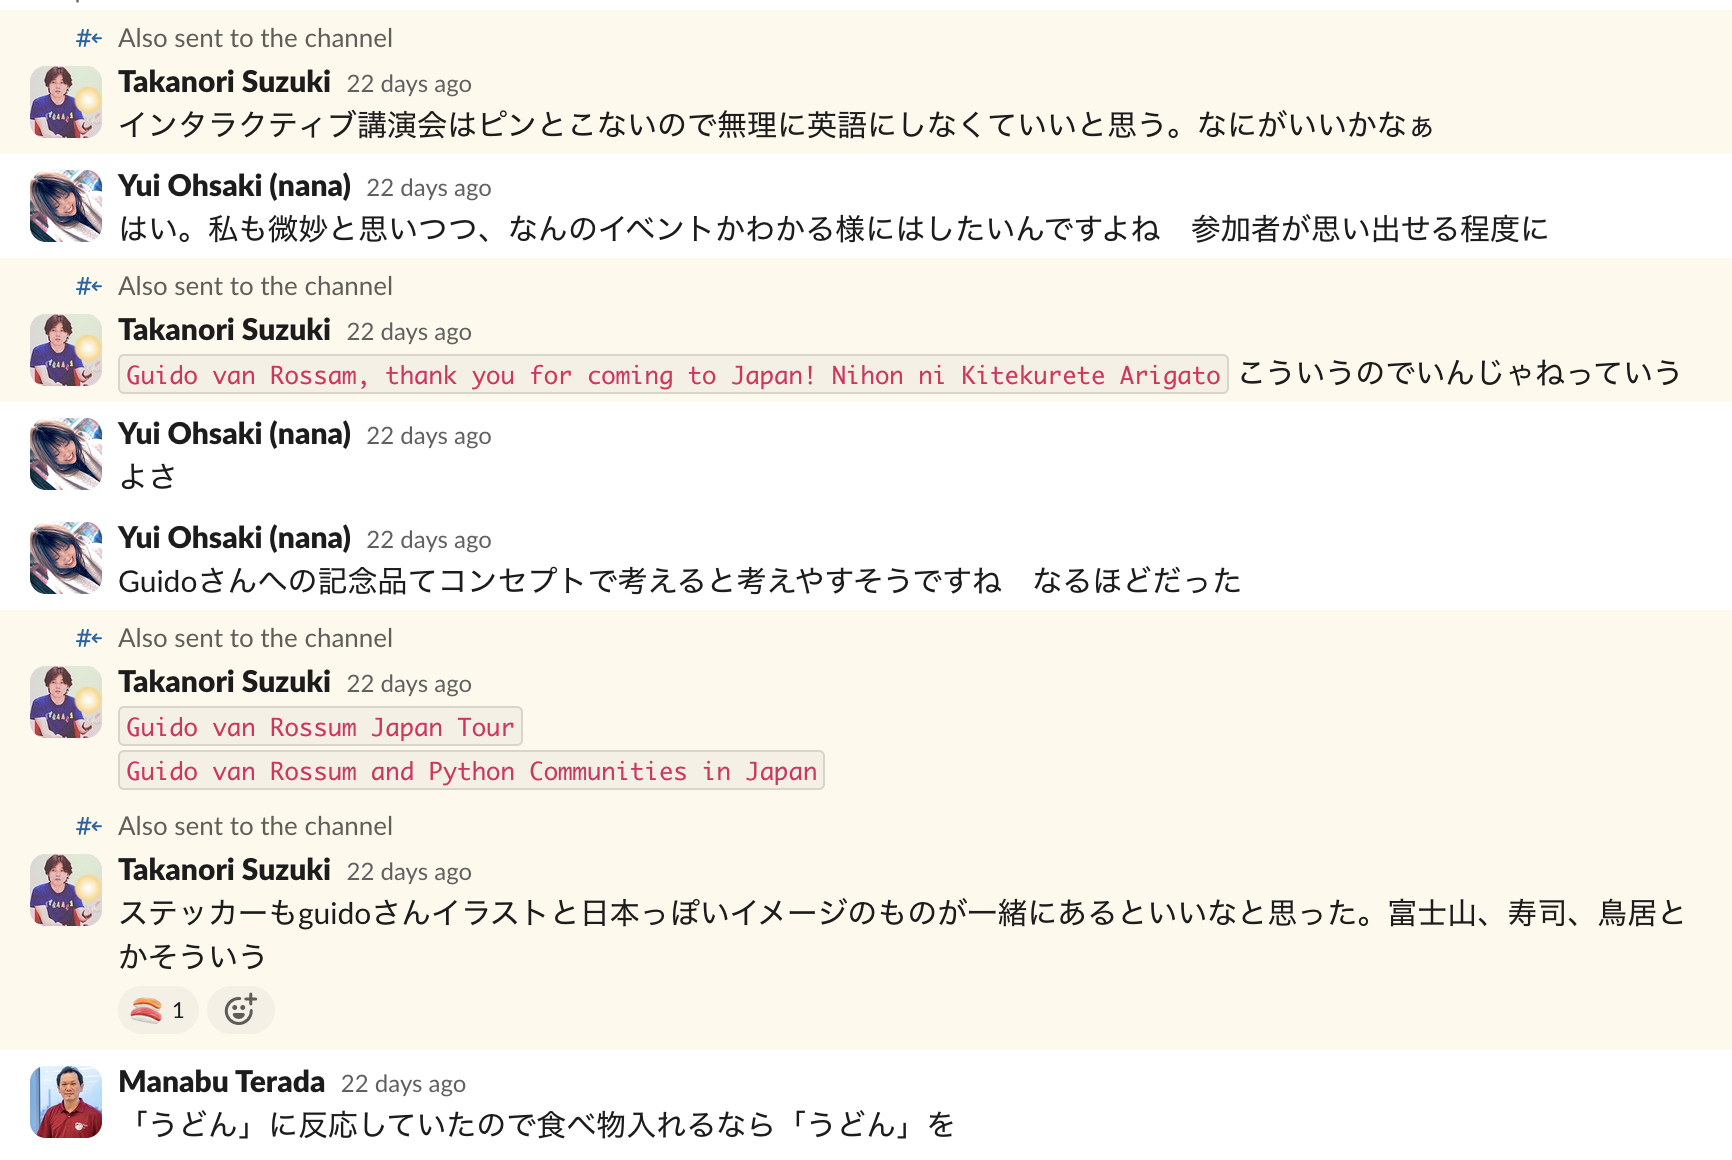 Also sent to the channel
Takanori Suzuki 22 days ago
インタラクティブ講演会はピンとこないので無理に英語にしなくていいと思う。なにがいいかなぁ
Yui Ohsaki (nana) 22 days ago
はい。私も微妙と思いつつ、なんのイベントかわかる様にはしたいんですよね　参加者が思い出せる程度に
Also sent to the channel
Takanori Suzuki 22 days ago
Guido van Rossam, thank you for coming to Japan! Nihon ni Kitekurete Arigato こういうのでいんじゃねっていう
Yui Ohsaki (nana) 22 days ago
よさ
Yui Ohsaki (nana) 22 days ago
Guidoさんへの記念品てコンセプトで考えると考えやすそうですね　なるほどだった
Also sent to the channel
Takanori Suzuki 22 days ago
Guido van Rossum Japan Tour
Guido van Rossum and Python Communities in Japan
Also sent to the channel
Takanori Suzuki 22 days ago
ステッカーもguidoさんイラストと日本っぽいイメージのものが一緒にあるといいなと思った。富士山、寿司、鳥居と
かそういう
1
Manabu Terada 22 days ago
「うどん」に反応していたので食べ物入れるなら「うどん」を